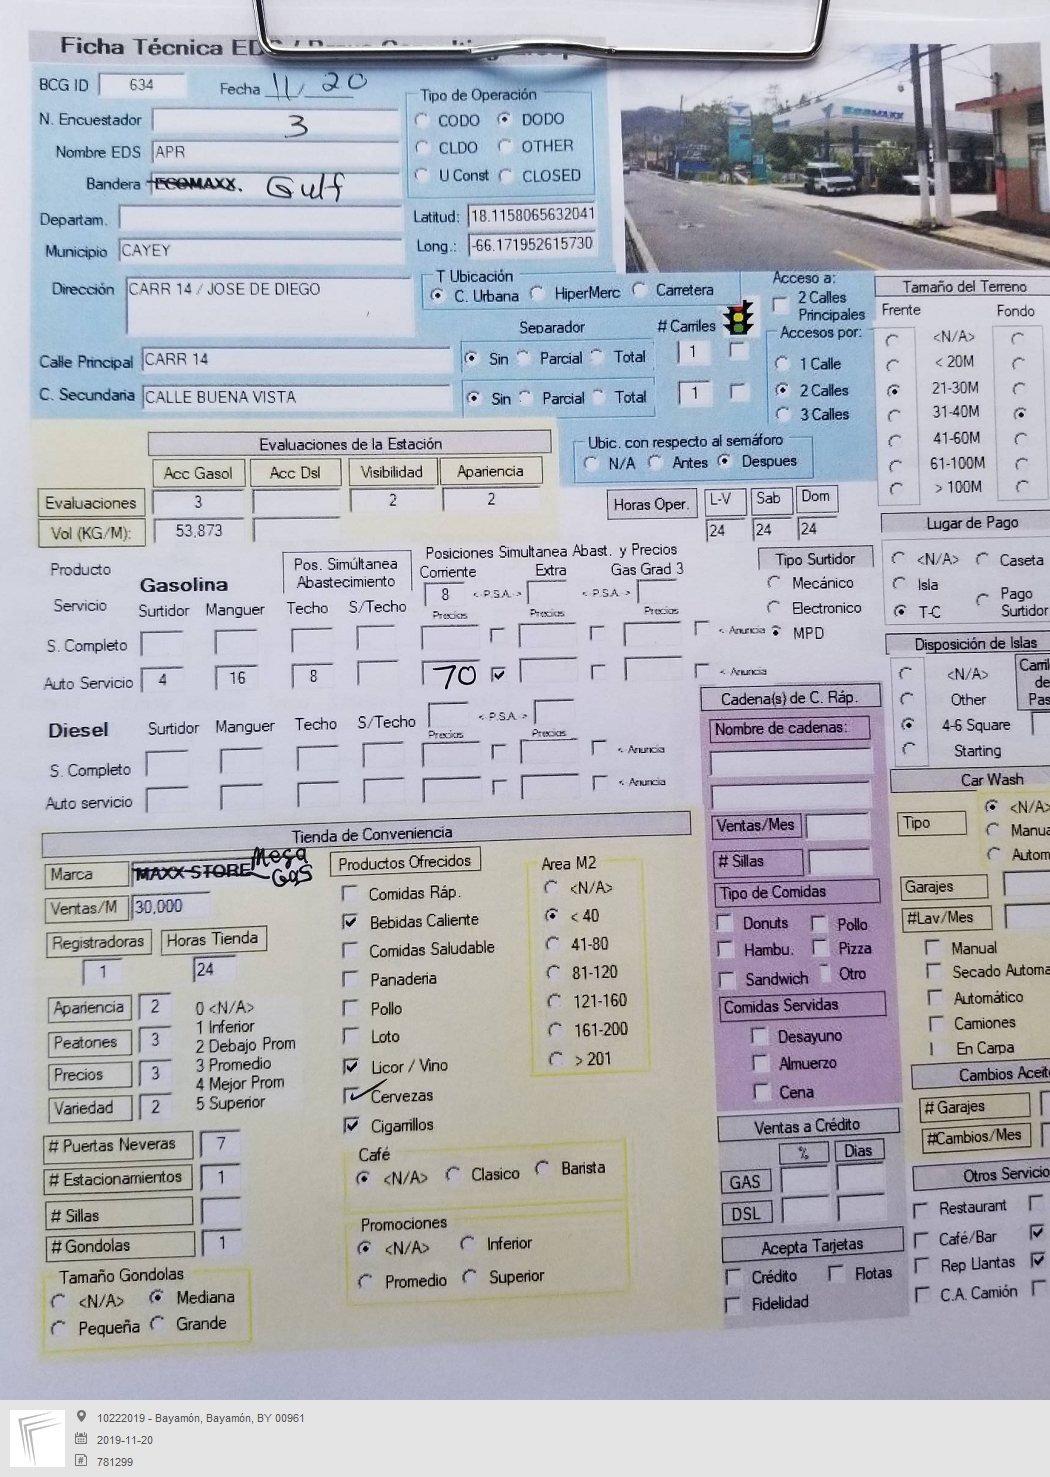 Ficha Técnica
BCG ID 634 Fecha 11/ 20
N. Encuestador 3
Nombre EDS APR
Bandera ECOMAXX. Gulf
Departam.
Municipio CAYEY
Dirección CARR 14 / JOSE DE DIEGO
Calle Principal CARR 14
C. Secundaria CALLE BUENA VISTA
Tipo de Operación
CODO DODO
CLDO OTHER
U Const CLOSED
Latitud: 18.1158065632041
Long.: -66.171952615730
ECOMAXX
T Ubicación
C. Urbana HiperMerc Carretera
Separador # Carriles
Sin Parcial Total 1
Sin Parcial Total 1
Acceso a:
2 Calles
Principales
Accesos por:
1 Calle
2 Calles
3 Calles
Ubic. con respecto al semáforo
N/A Antes Despues
Tamaño del Terreno
Frente Fondo
<N/A>
< 20M
21-30M
31-40M
41-60M
61-100M
> 100M
Evaluaciones de la Estación
Acc Gasol Acc Dsl Visibilidad Apariencia
Evaluaciones 3 2 2
Vol (KG/M): 53,873
Horas Oper. L-V Sab Dom
24 24 24
Lugar de Pago
<N/A> Caseta
Isla Pago
T-C Surtidor
Producto Gasolina
Pos. Simúltánea
Abastecimiento
Posiciones Simultanea Abast. y Precios
Corriente Extra Gas Grad 3
8 <-P.S.A.-> <-P.S.A.->
Servicio Surtidor Manguer Techo S/Techo Precios Precios Precios
S. Completo <- Anuncia
Auto Servicio 4 16 8 70 <- Anuncia
Tipo Surtidor
Mecánico
Electronico
MPD
Diesel Surtidor Manguer Techo S/Techo
<-P.S.A.->
Precios Precios
S. Completo <- Anuncia
Auto servicio <- Anuncia
Disposición de Islas
<N/A>
Other
4-6 Square
Starting
Cadena(s) de C. Ráp.
Nombre de cadenas:
Ventas/Mes
# Sillas
Tipo de Comidas
Donuts Pollo
Hambu. Pizza
Sandwich Otro
Comidas Servidas
Desayuno
Almuerzo
Cena
Ventas a Crédito
% Dias
GAS
DSL
Acepta Tarjetas
Crédito Flotas
Fidelidad
Car Wash
Tipo <N/A>
Garajes
#Lav/Mes
Manual
Automático
Camiones
En Carpa
# Garajes
#Cambios/Mes
Restaurant
Café/Bar
Rep Llantas
C.A. Camión
Tienda de Conveniencia
Marca MAXX STORE Mega
Gas
Ventas/M 30,000
Registradoras Horas Tienda
1 24
Apariencia 2
Peatones 3
Precios 3
Variedad 2
0 <N/A>
1 Inferior
2 Debajo Prom
3 Promedio
4 Mejor Prom
5 Superior
# Puertas Neveras 7
# Estacionamientos 1
# Sillas
# Gondolas 1
Tamaño Gondolas
<N/A> Mediana
Pequeña Grande
Productos Ofrecidos
Comidas Ráp.
Bebidas Caliente
Comidas Saludable
Panaderia
Pollo
Loto
Licor / Vino
Cervezas
Cigarrillos
Area M2
<N/A>
< 40
41-80
81-120
121-160
161-200
> 201
Café
<N/A> Clasico Barista
Promociones
<N/A> Inferior
Promedio Superior
10222019 - Bayamón, Bayamón, BY 00961
2019-11-20
781299